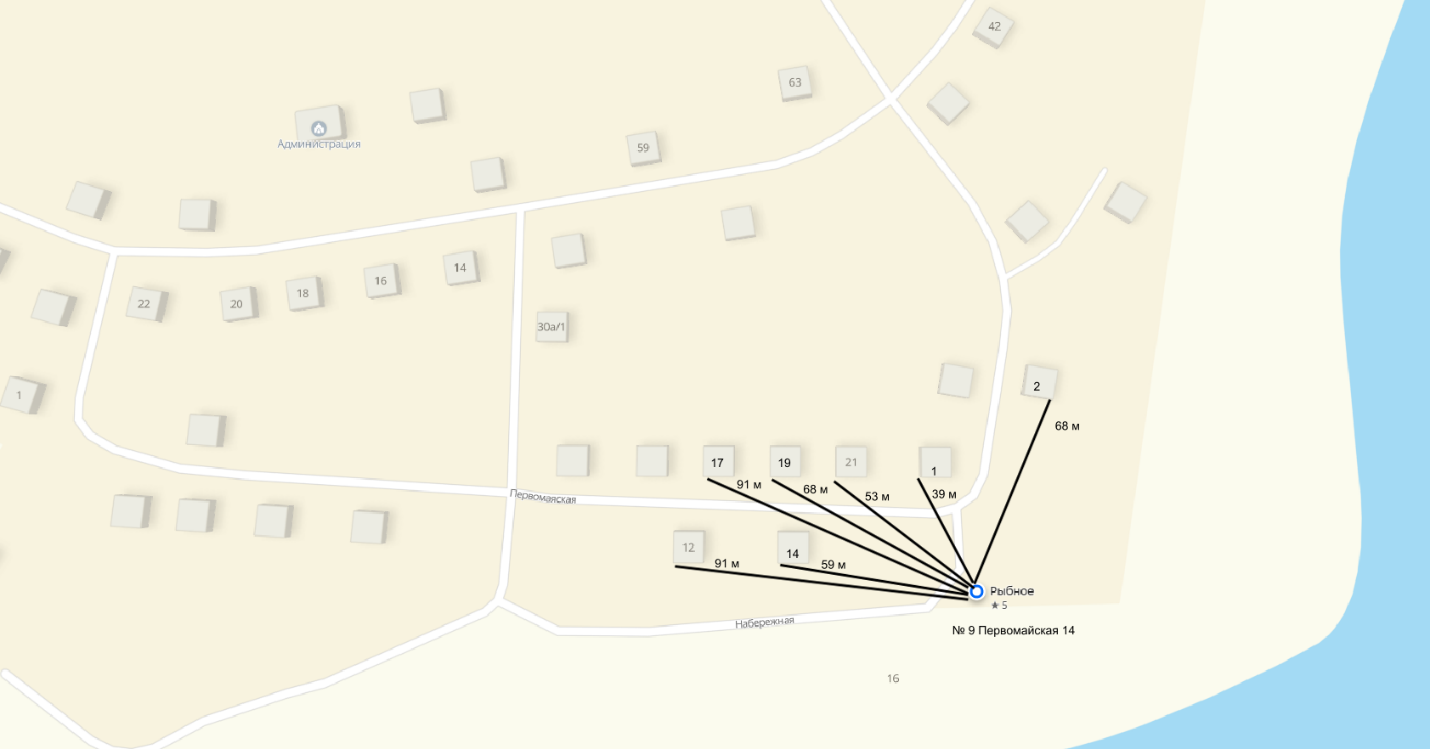 42
63
Администрация
59
14
16
18
20
22
30а/1
1
2
68 м
17
19
21
1
91 м
68 м
53 м
39 м
Первомайская
12
14
91 м
59 м
Рыбное
★ 5
Набережная
№ 9 Первомайская 14
16